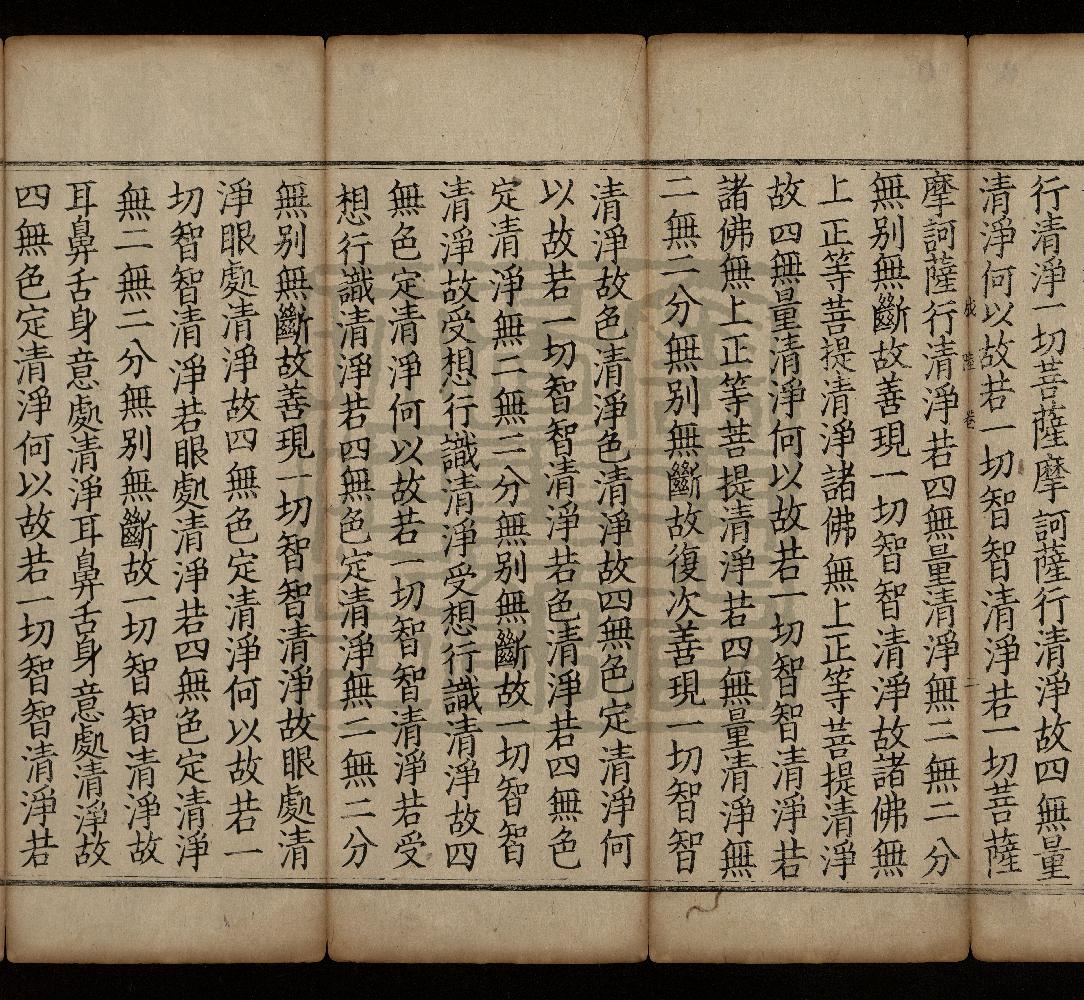 行清淨一切菩薩摩訶薩行清淨故四無量
清淨何以故若一切智智清淨若一切菩薩
摩訶薩行清淨若四無量清淨無二無二分
無別無斷故善現一切智智清淨故諸佛無
上正等菩提清淨諸佛無上正等菩提清淨
故四無量清淨何以故若一切智智清淨若
諸佛無上正等菩提清淨若四無量清淨無
二無二分無別無斷故復次善現一切智智
清淨故色清淨色清淨故四無色定清淨何
以故若一切智智清淨若色清淨若四無色
定清淨無二無二分無別無斷故一切智智
清淨故受想行識清淨受想行識清淨故四
無色定清淨何以故若一切智智清淨若受
想行識清淨若四無色定清淨無二無二分
無別無斷故善現一切智智清淨故眼處清
淨眼處清淨故四無色定清淨何以故若一
切智智清淨若眼處清淨若四無色定清淨
無二無二分無別無斷故一切智智清淨故
耳鼻舌身意處清淨耳鼻舌身意處清淨故
四無色定清淨何以故若一切智智清淨若